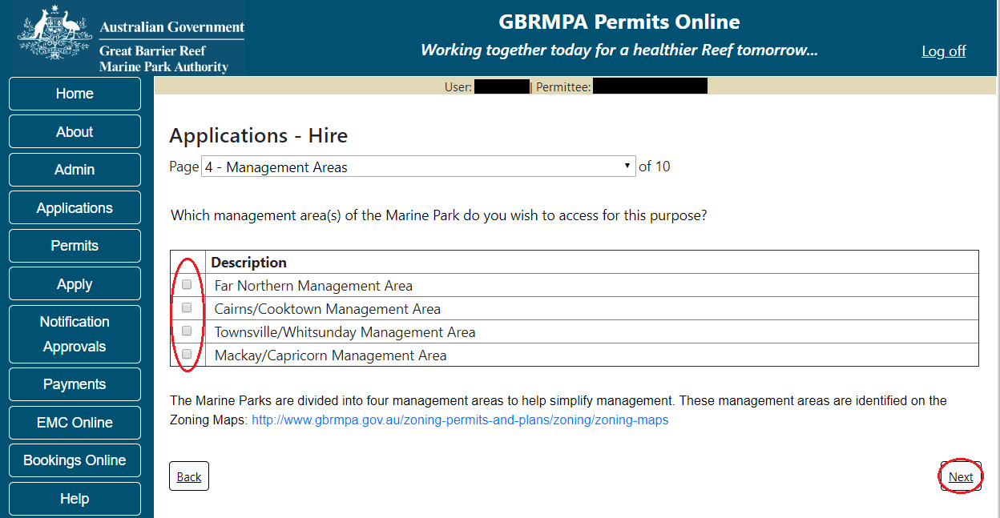 Australian Government
Great Barrier Reef
Marine Park Authority
GBRMPA Permits Online
Working together today for a healthier Reef tomorrow...
Log off
Home
About
Admin
Applications
Permits
Apply
Notification
Approvals
Payments
EMC Online
Bookings Online
Help
User: | Permittee:
Applications - Hire
Page 4 - Management Areas of 10
Which management area(s) of the Marine Park do you wish to access for this purpose?
Description
Far Northern Management Area
Cairns/Cooktown Management Area
Townsville/Whitsunday Management Area
Mackay/Capricorn Management Area
The Marine Parks are divided into four management areas to help simplify management. These management areas are identified on the
Zoning Maps: http://www.gbrmpa.gov.au/zoning-permits-and-plans/zoning/zoning-maps
Back
Next